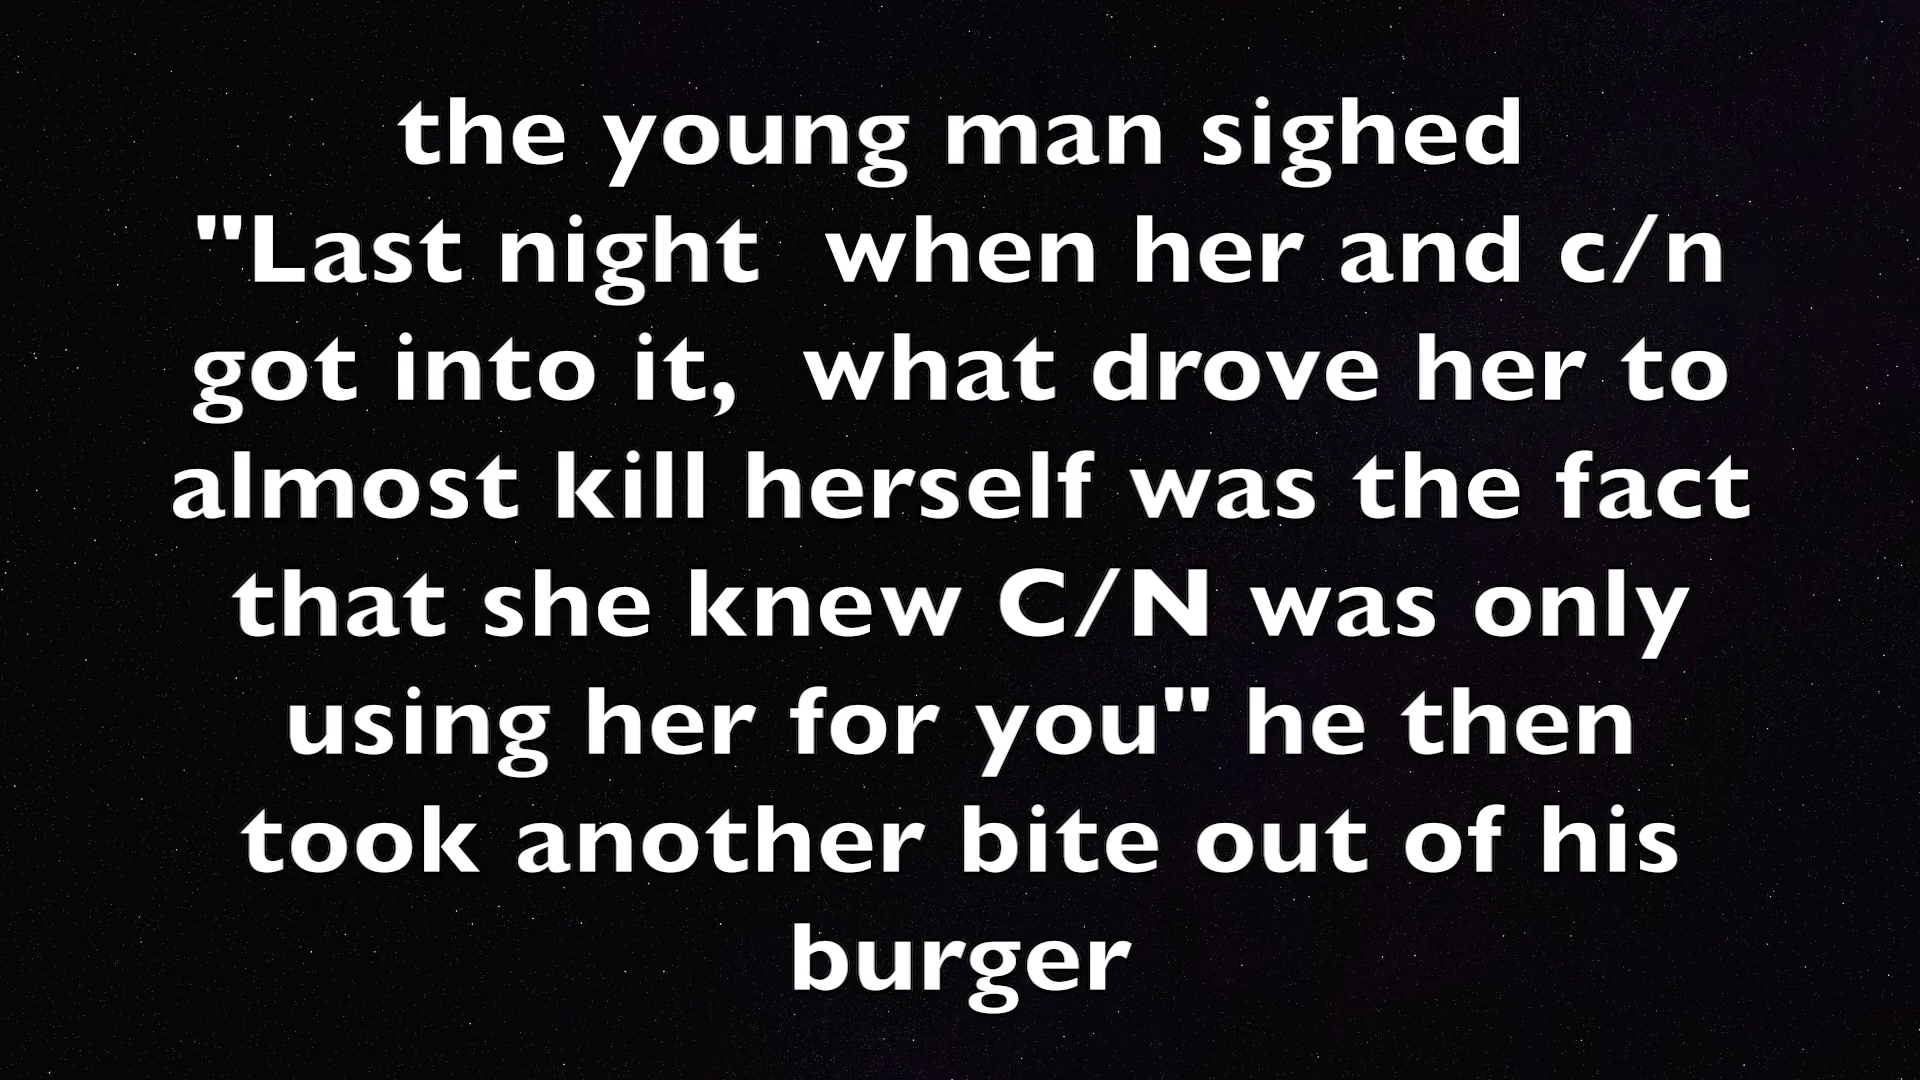 the young man sighed
"Last night  when her and c/n
got into it,  what drove her to
almost kill herself was the fact
that she knew C/N was only
using her for you" he then
took another bite out of his
burger